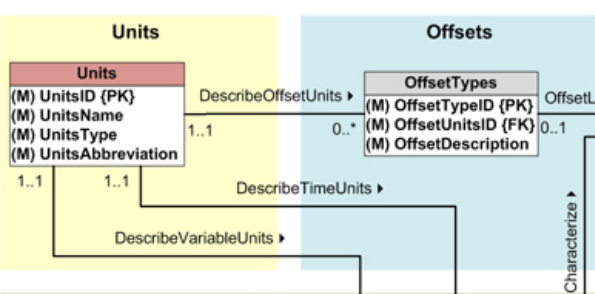 Units
Offsets
Units
(M) UnitsID {PK}
(M) UnitsName
(M) UnitsType
(M) UnitsAbbreviation
DescribeOffsetUnits
1..1
0..*
OffsetTypes
(M) OffsetTypeID {PK}
(M) OffsetUnitsID {FK}
(M) OffsetDescription
OffsetL
0..1
1..1
1..1
DescribeTimeUnits
DescribeVariableUnits
Characterize